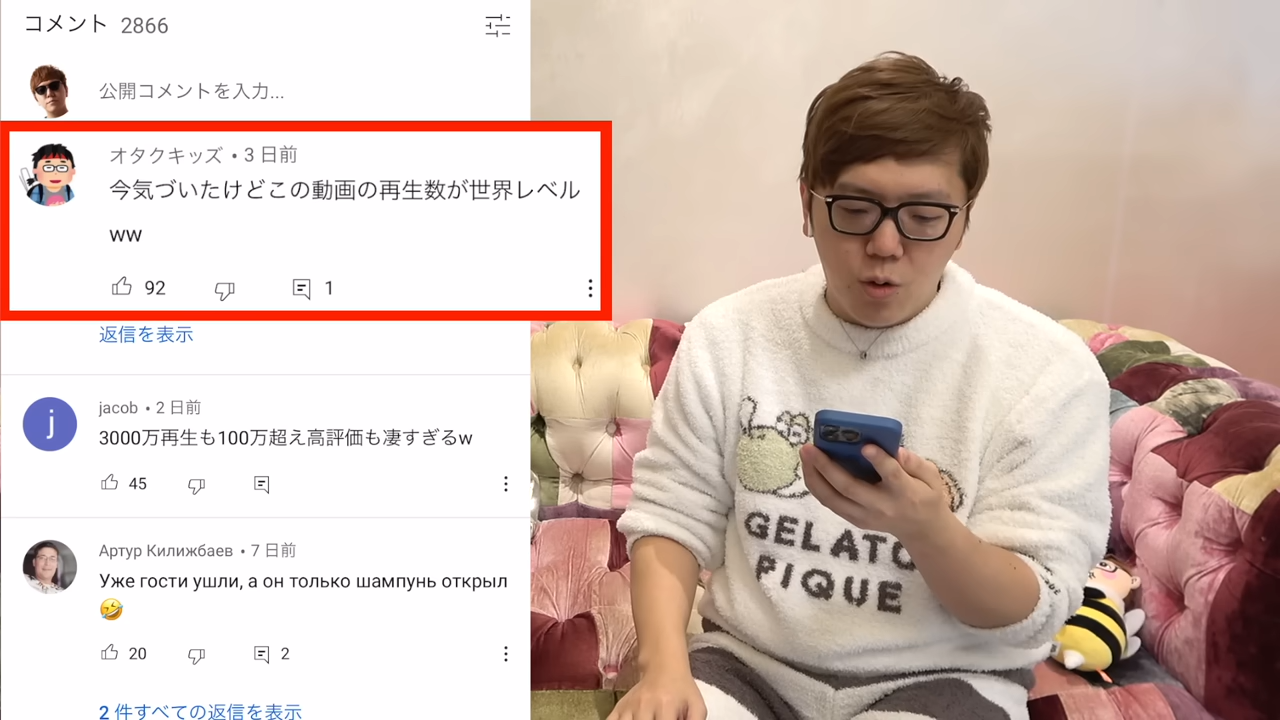 コメント 2866
公開コメントを入力...
オタクキッズ • 3 日前
今気づいたけどこの動画の再生数が世界レベル
ww
92 1
返信を表示
j
jacob • 2 日前
3000万再生も100万超え高評価も凄すぎるw
45
Артур Килижбаев • 7 日前
Уже гости ушли, а он только шампунь открыл
🤣
20 2
2 件すべての返信を表示
GELATO
PIQUE